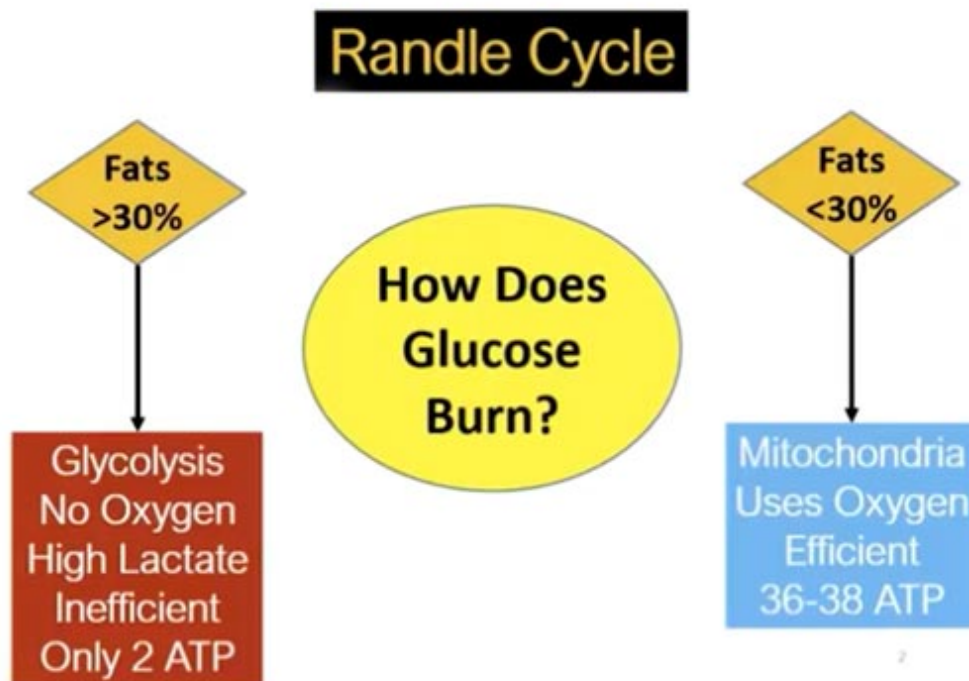 Randle Cycle
Fats
>30%
Fats
<30%
How Does
Glucose
Burn?
Glycolysis
No Oxygen
High Lactate
Inefficient
Only 2 ATP
Mitochondria
Uses Oxygen
Efficient
36-38 ATP
2